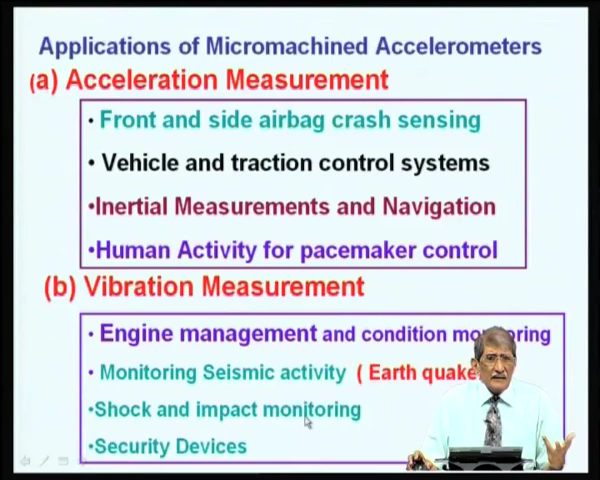 Applications of Micromachined Accelerometers
(a) Acceleration Measurement
• Front and side airbag crash sensing
• Vehicle and traction control systems
•Inertial Measurements and Navigation
•Human Activity for pacemaker control
(b) Vibration Measurement
• Engine management and condition monitoring
• Monitoring Seismic activity ( Earth quake
•Shock and impact monitoring
•Security Devices